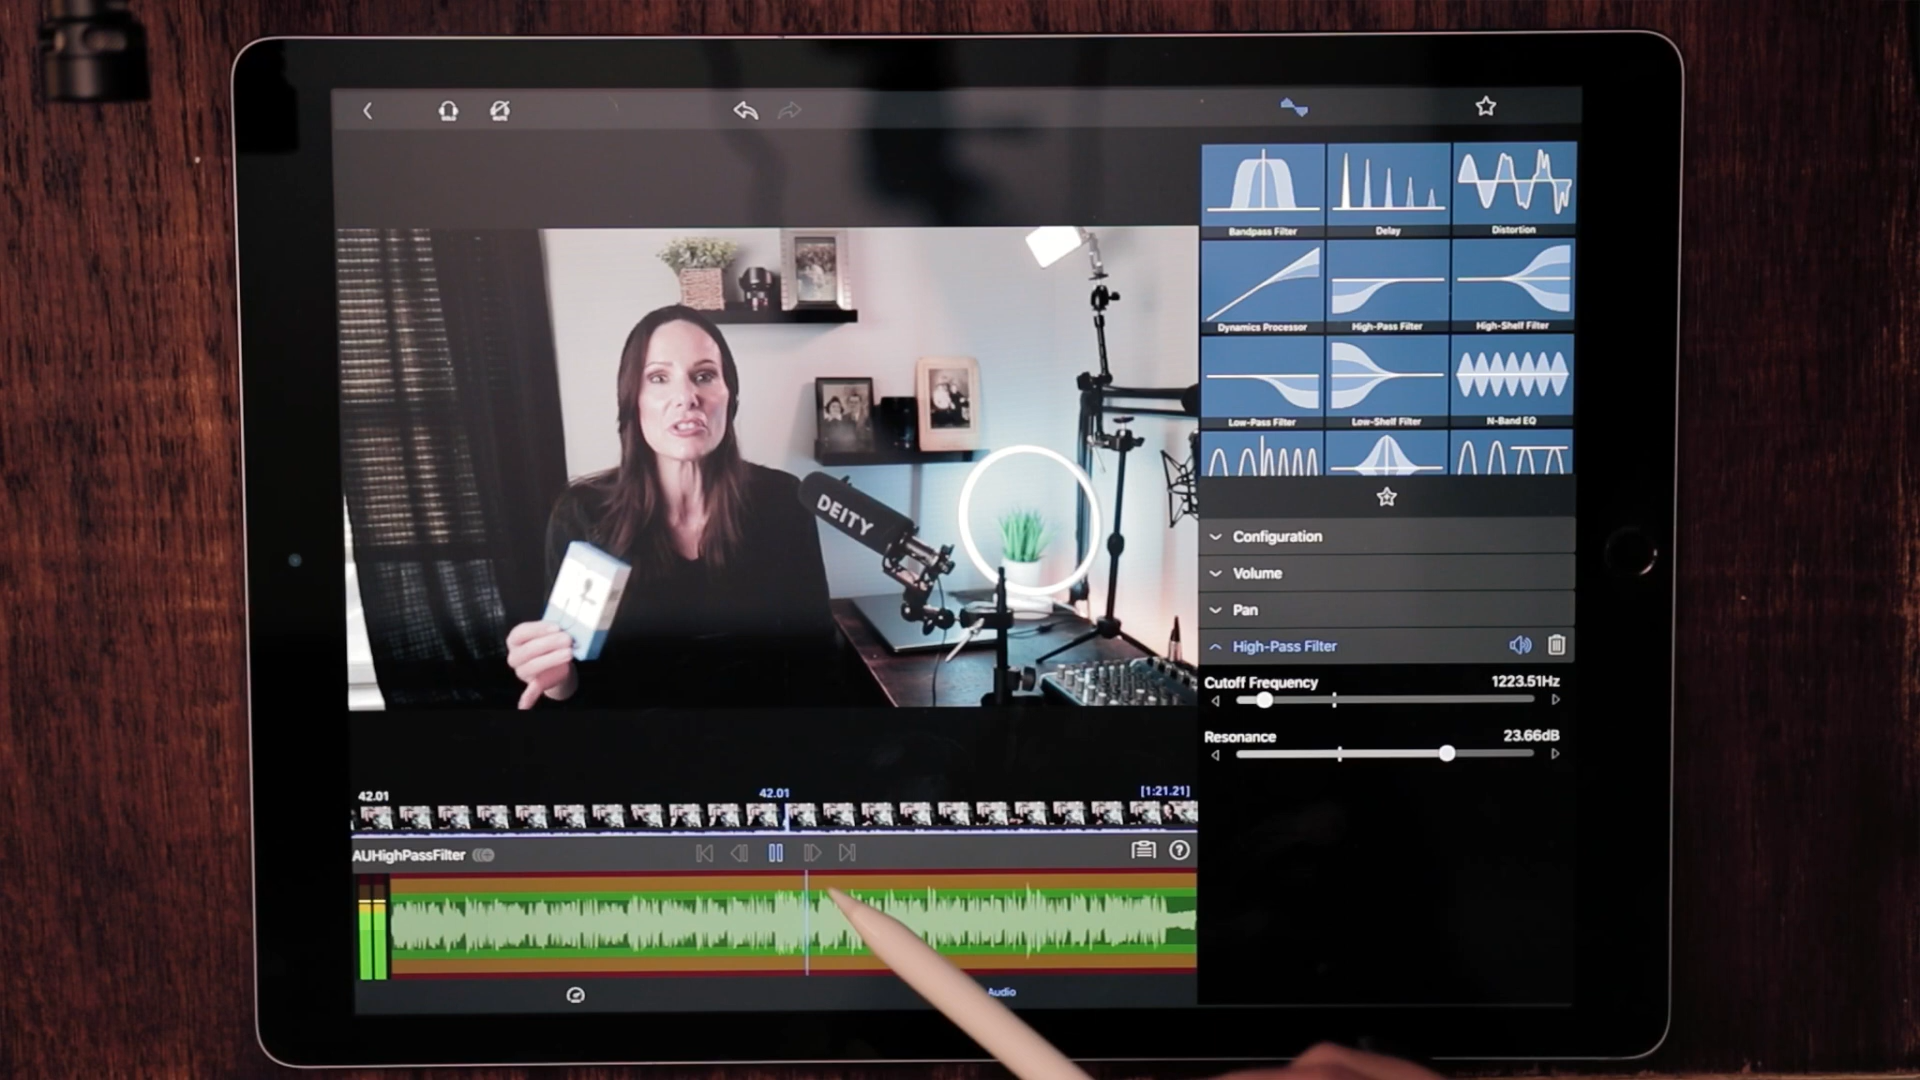 SOLO
MUTE
Bandpass Filter
Delay
Distortion
Dynamics Processor
High-Pass Filter
High-Shelf Filter
Low-Pass Filter
Low-Shelf Filter
N-Band EQ
DEITY
Configuration
Volume
Pan
High-Pass Filter
Cutoff Frequency 1223.51Hz
Resonance 23.66dB
42.01 42.01 [1:21.21]
AUHighPassFilter
Audio